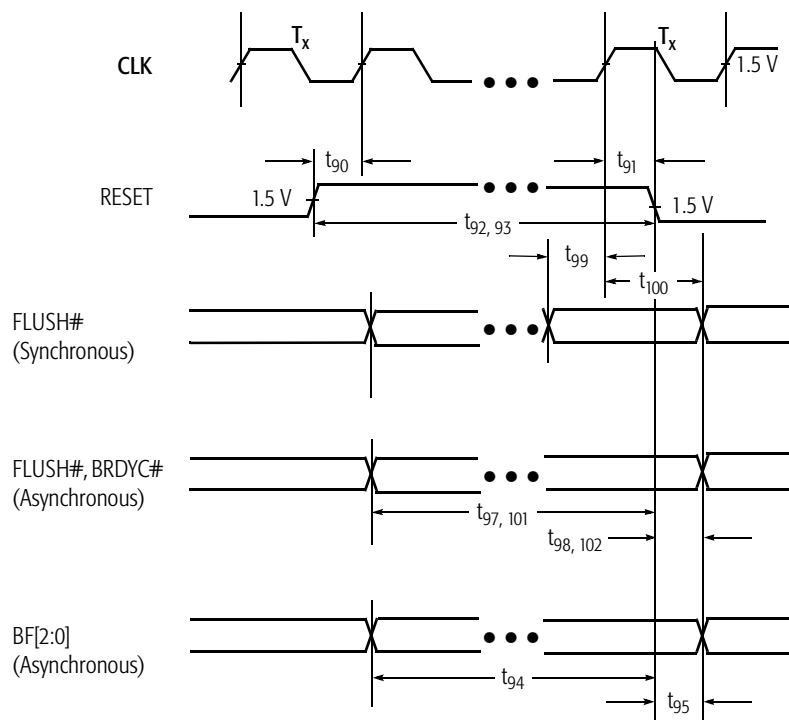 Tx Tx
CLK 1.5 V
t90 t91
RESET 1.5 V 1.5 V
t92, 93
t99
t100
FLUSH#
(Synchronous)
FLUSH#, BRDYC#
(Asynchronous)
t97, 101
t98, 102
BF[2:0]
(Asynchronous)
t94
t95